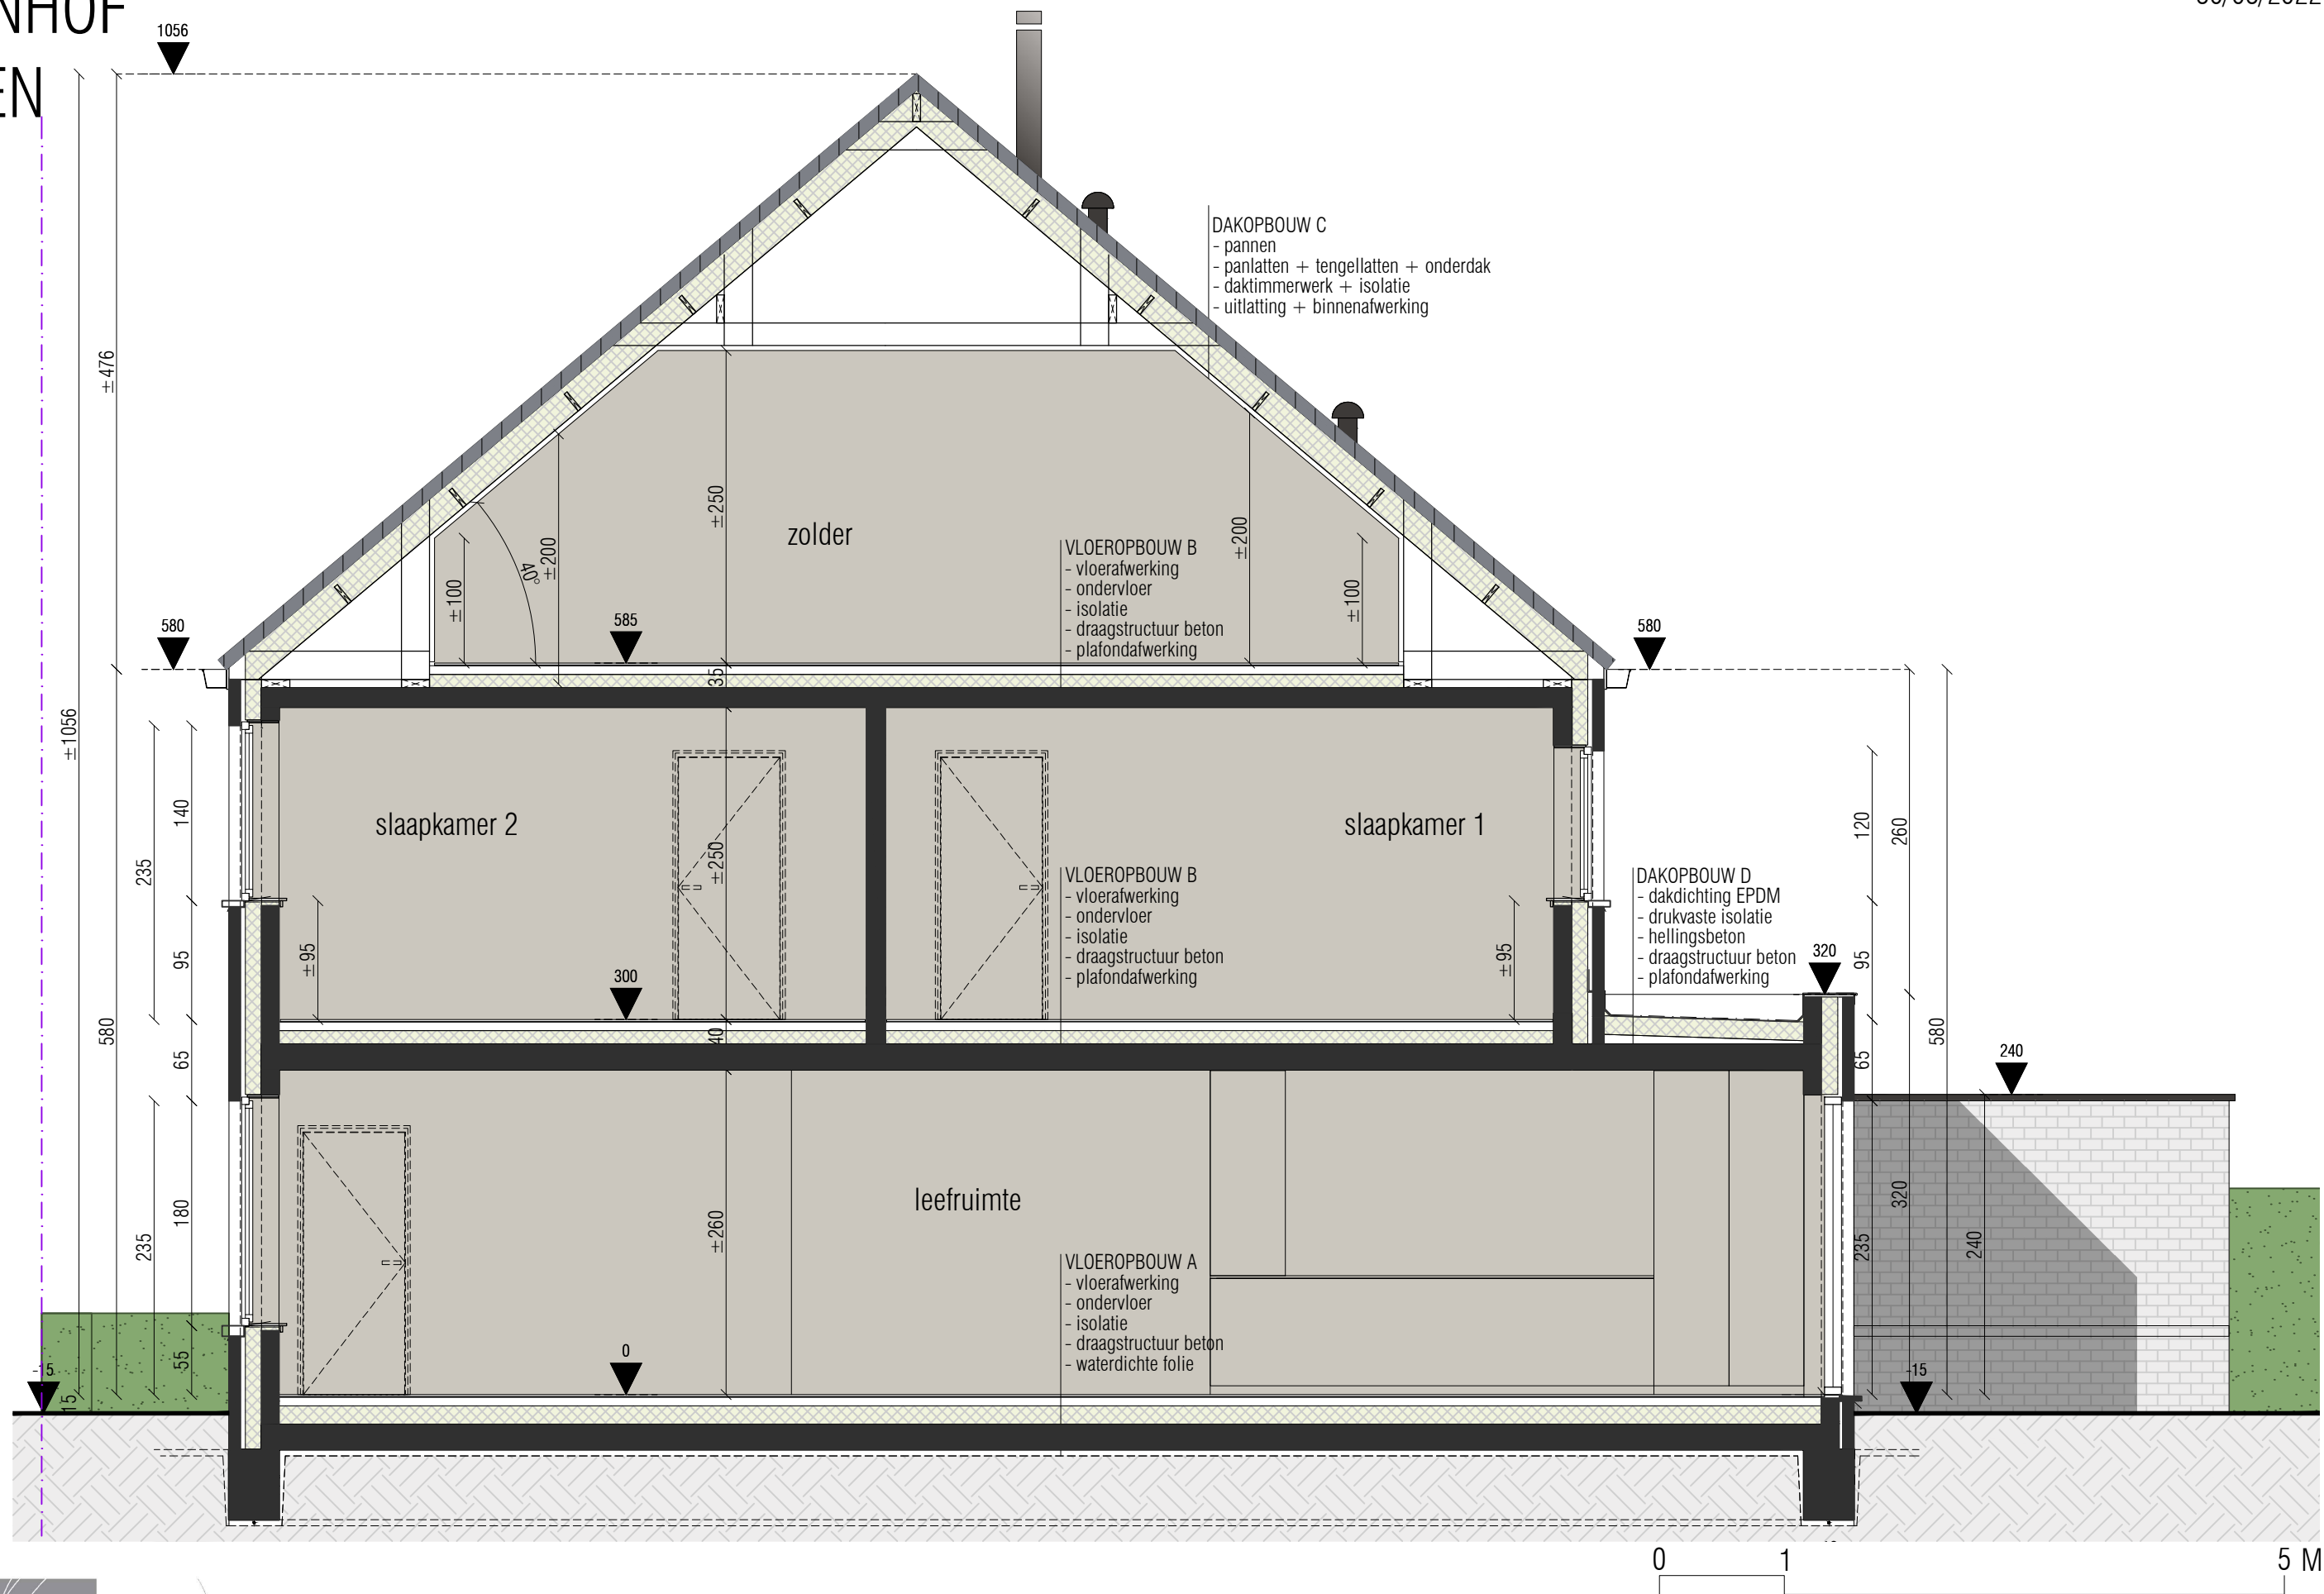 NHOF
EN
1056
±476
±1056
580
DAKOPBOUW C
- pannen
- panlatten + tengellatten + onderdak
- daktimmerwerk + isolatie
- uitlatting + binnenafwerking
zolder
±100
40°
±200
±250
585
35
VLOEROPBOUW B
- vloerafwerking
- ondervloer
- isolatie
- draagstructuur beton
- plafondafwerking
±200
±100
580
580
235
140
95
65
slaapkamer 2
±95
300
±250
40
slaapkamer 1
±95
VLOEROPBOUW B
- vloerafwerking
- ondervloer
- isolatie
- draagstructuur beton
- plafondafwerking
DAKOPBOUW D
- dakdichting EPDM
- drukvaste isolatie
- hellingsbeton
- draagstructuur beton
- plafondafwerking
320
120
95
65
260
580
240
235
180
55
15
-15
leefruimte
±260
0
VLOEROPBOUW A
- vloerafwerking
- ondervloer
- isolatie
- draagstructuur beton
- waterdichte folie
235
320
240
-15
0 1 5 M